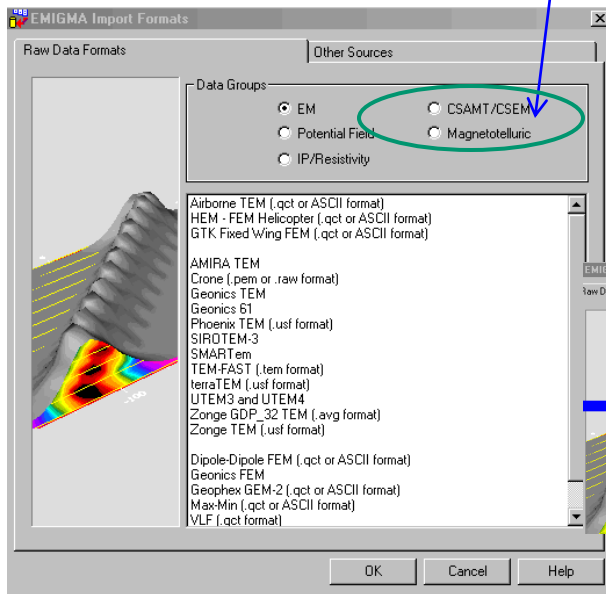 EMIGMA Import Formats
Raw Data Formats
Other Sources
Data Groups
EM
CSAMT/CSEM
Potential Field
Magnetotelluric
IP/Resistivity
Airborne TEM (.qct or ASCII format)
HEM - FEM Helicopter (.qct or ASCII format)
GTK Fixed Wing FEM (.qct or ASCII format)
AMIRA TEM
Crone (.pem or .raw format)
Geonics TEM
Geonics 61
Phoenix TEM (.usf format)
SIROTEM-3
SMARTem
TEM-FAST (.tem format)
terraTEM (.usf format)
UTEM3 and UTEM4
Zonge GDP_32 TEM (.avg format)
Zonge TEM (.usf format)
Dipole-Dipole FEM (.qct or ASCII format)
Geonics FEM
Geophex GEM-2 (.qct or ASCII format)
Max-Min (.qct or ASCII format)
VLF (.qct format)
-100
OK
Cancel
Help